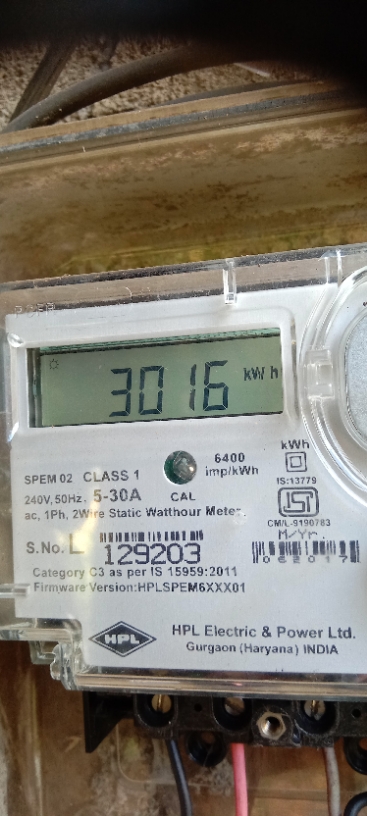 3016 kWh
6400
imp/kWh
kWh
IS:13779
SPEM 02 CLASS 1
240V, 50Hz, 5-30A
CAL
ac, 1Ph, 2Wire Static Watthour Meter
CM/L-9190783
M/Yr.
S.No. L 129203
062017
Category C3 as per IS 15959:2011
Firmware Version:HPLSPEM6XXX01
HPL
HPL Electric & Power Ltd.
Gurgaon (Haryana) INDIA